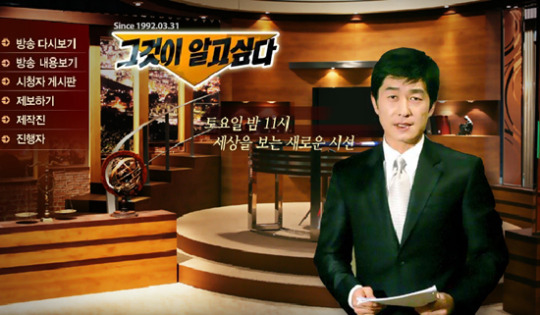 Since 1992.03.31
그것이 알고싶다
방송 다시보기
방송 내용보기
시청자 게시판
제보하기
제작진
진행자
토요일 밤 11시
세상을 보는 새로운 시선